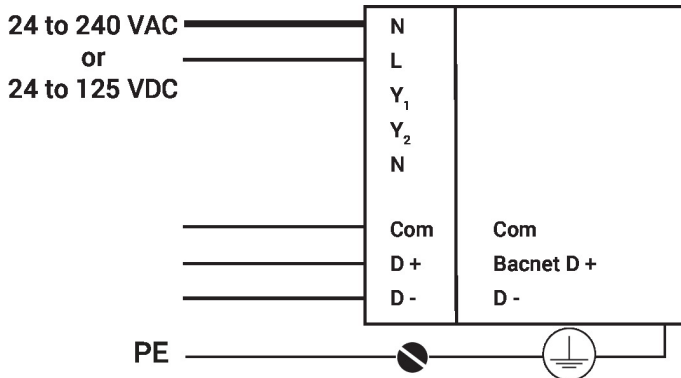 24 to 240 VAC
or
24 to 125 VDC
N
L
Y₁
Y₂
N
Com
D +
D -
Com
Bacnet D +
D -
PE